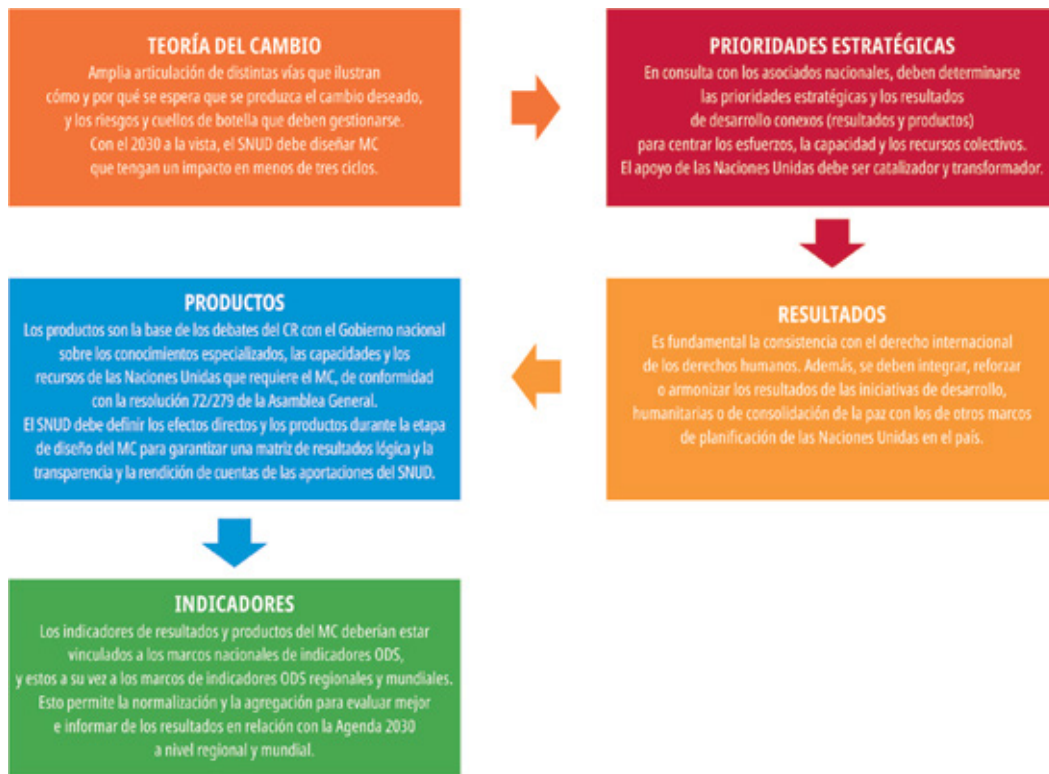 TEORÍA DEL CAMBIO
Amplia articulación de distintas vías que ilustran
cómo y por qué se espera que se produzca el cambio deseado,
y los riesgos y cuellos de botella que deben gestionarse.
Con el 2030 a la vista, el SNUD debe diseñar MC
que tengan un impacto en menos de tres ciclos.
PRIORIDADES ESTRATÉGICAS
En consulta con los asociados nacionales, deben determinarse
las prioridades estratégicas y los resultados
de desarrollo conexos (resultados y productos)
para centrar los esfuerzos, la capacidad y los recursos colectivos.
El apoyo de las Naciones Unidas debe ser catalizador y transformador.
RESULTADOS
Es fundamental la consistencia con el derecho internacional
de los derechos humanos. Además, se deben integrar, reforzar
o armonizar los resultados de las iniciativas de desarrollo,
humanitarias o de consolidación de la paz con los de otros marcos
de planificación de las Naciones Unidas en el país.
PRODUCTOS
Los productos son la base de los debates del CR con el Gobierno nacional
sobre los conocimientos especializados, las capacidades y los
recursos de las Naciones Unidas que requiere el MC, de conformidad
con la resolución 72/279 de la Asamblea General.
El SNUD debe definir los efectos directos y los productos durante la etapa
de diseño del MC para garantizar una matriz de resultados lógica y la
transparencia y la rendición de cuentas de las aportaciones del SNUD.
INDICADORES
Los indicadores de resultados y productos del MC deberían estar
vinculados a los marcos nacionales de indicadores ODS,
y estos a su vez a los marcos de indicadores ODS regionales y mundiales.
Esto permite la normalización y la agregación para evaluar mejor
e informar de los resultados en relación con la Agenda 2030
a nivel regional y mundial.